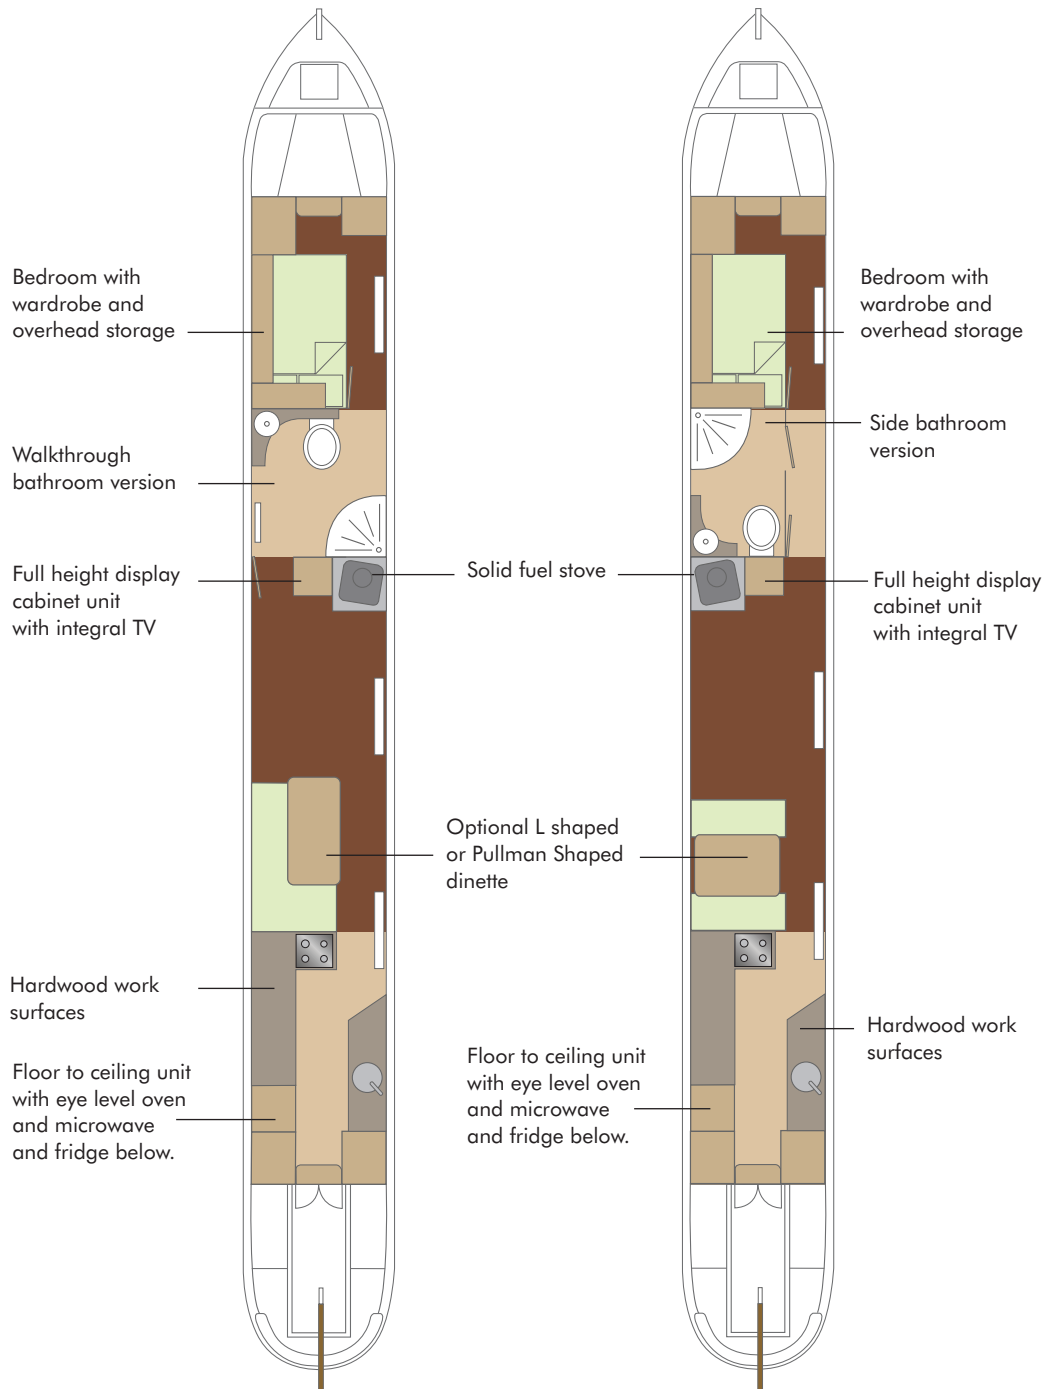 Bedroom with
wardrobe and
overhead storage
Walkthrough
bathroom version
Full height display
cabinet unit
with integral TV
Hardwood work
surfaces
Floor to ceiling unit
with eye level oven
and microwave
and fridge below.
Solid fuel stove
Optional L shaped
or Pullman Shaped
dinette
Floor to ceiling unit
with eye level oven
and microwave
and fridge below.
Bedroom with
wardrobe and
overhead storage
Side bathroom
version
Full height display
cabinet unit
with integral TV
Hardwood work
surfaces